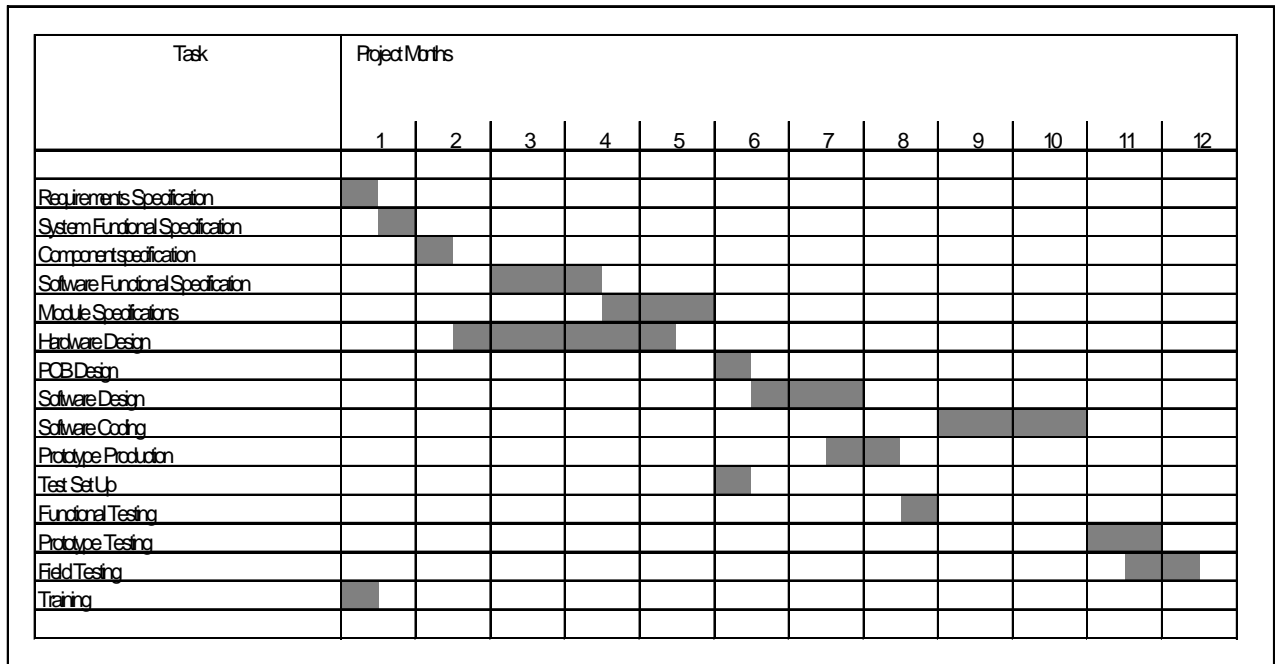 Task Project Months
1 2 3 4 5 6 7 8 9 10 11 12
Requirements Specification
System Functional Specification
Component specification
Software Functional Specification
Module Specifications
Hardware Design
PCB Design
Software Design
Software Coding
Prototype Production
Test Set Up
Functional Testing
Prototype Testing
Field Testing
Training